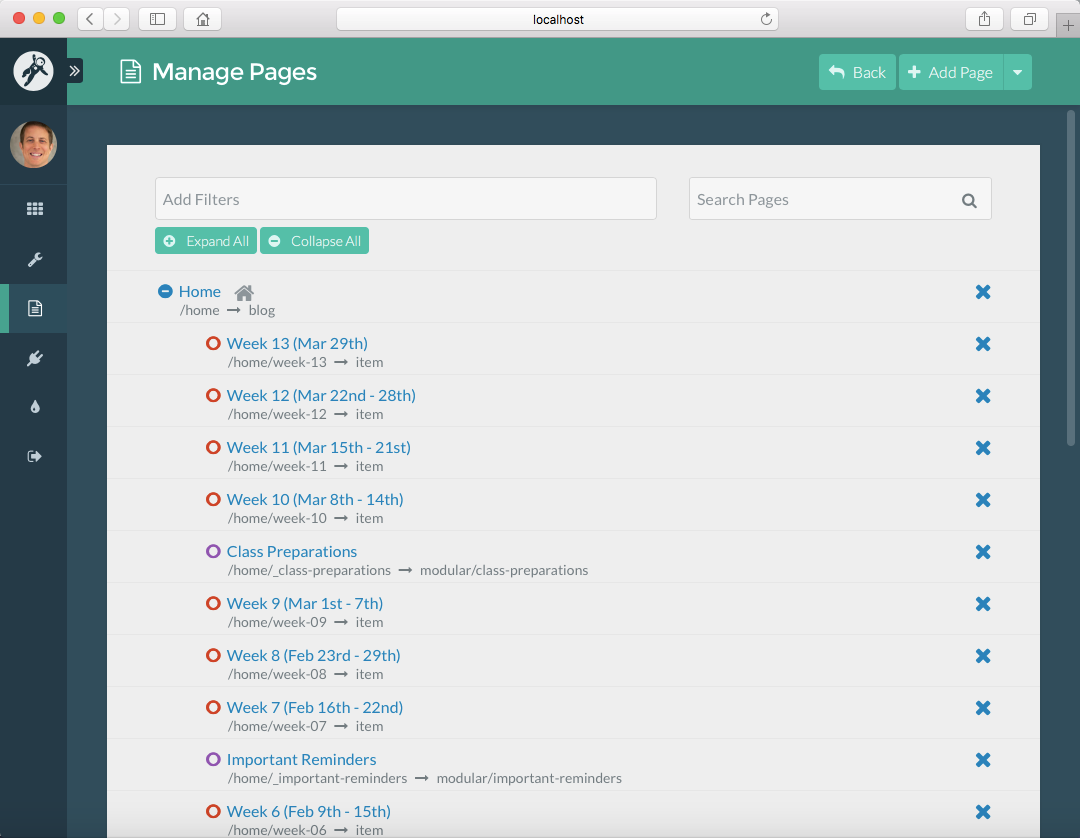 localhost
Manage Pages
Back
Add Page
Add Filters
Search Pages
Expand All
Collapse All
Home
/home → blog
Week 13 (Mar 29th)
/home/week-13 → item
Week 12 (Mar 22nd - 28th)
/home/week-12 → item
Week 11 (Mar 15th - 21st)
/home/week-11 → item
Week 10 (Mar 8th - 14th)
/home/week-10 → item
Class Preparations
/home/_class-preparations → modular/class-preparations
Week 9 (Mar 1st - 7th)
/home/week-09 → item
Week 8 (Feb 23rd - 29th)
/home/week-08 → item
Week 7 (Feb 16th - 22nd)
/home/week-07 → item
Important Reminders
/home/_important-reminders → modular/important-reminders
Week 6 (Feb 9th - 15th)
/home/week-06 → item